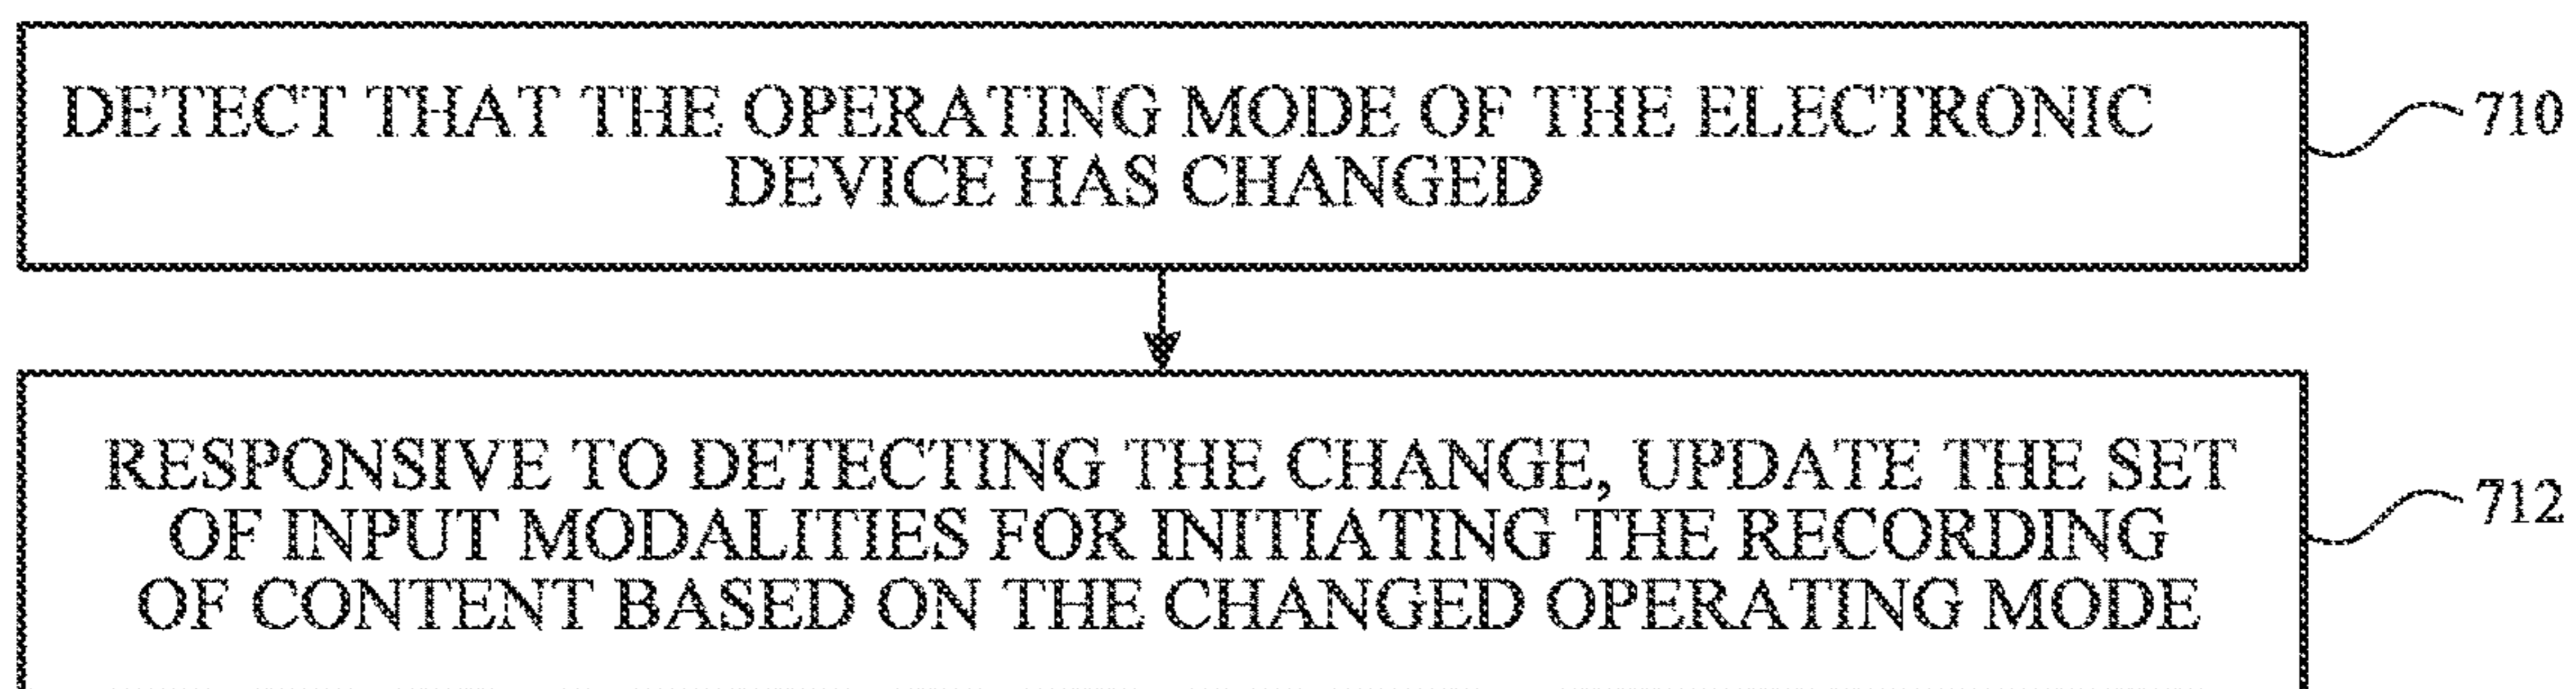 DETECT THAT THE OPERATING MODE OF THE ELECTRONIC
DEVICE HAS CHANGED
710
RESPONSIVE TO DETECTING THE CHANGE, UPDATE THE SET
OF INPUT MODALITIES FOR INITIATING THE RECORDING
OF CONTENT BASED ON THE CHANGED OPERATING MODE
712